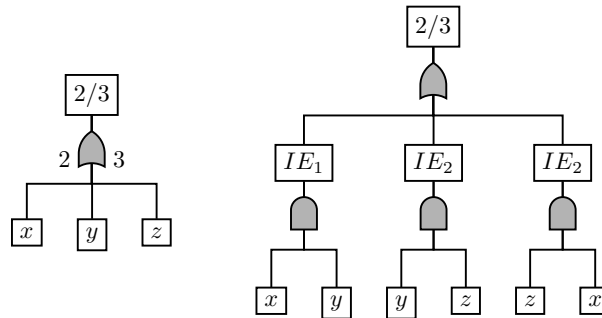 2/3
2 3
x y z
2/3
IE₁ IE₂ IE₂
x y y z z x